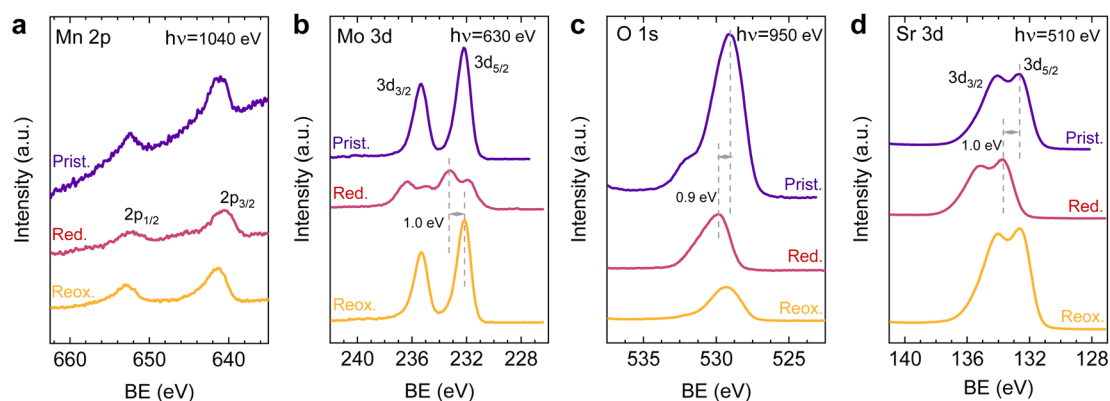 a
Mn 2p
hν=1040 eV
Intensity (a.u.)
Prist.
2p1/2
2p3/2
Red.
Reox.
660 650 640
BE (eV)
b
Mo 3d
hν=630 eV
Intensity (a.u.)
3d5/2
3d3/2
Prist.
Red.
1.0 eV
Reox.
240 236 232 228
BE (eV)
c
O 1s
hν=950 eV
Intensity (a.u.)
Prist.
0.9 eV
Red.
Reox.
535 530 525
BE (eV)
d
Sr 3d
hν=510 eV
Intensity (a.u.)
3d5/2
3d3/2
Prist.
1.0 eV
Red.
Reox.
141 134 132 127
BE (eV)